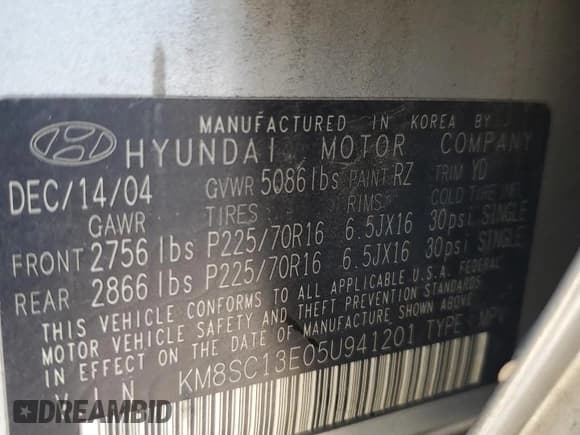 MANUFACTURED IN KOREA BY
HYUNDAI MOTOR COMPANY
DEC/14/04 GVWR 5086 lbs PAINT RZ TRIM YD
GAWR TIRES RIMS COLD TIRE INFL
FRONT 2756 lbs P225/70R16 6.5JX16 30psi SINGLE
REAR 2866 lbs P225/70R16 6.5JX16 30psi SINGLE
THIS VEHICLE CONFORMS TO ALL APPLICABLE U.S.A. FEDERAL
MOTOR VEHICLE SAFETY AND THEFT PREVENTION STANDARDS
IN EFFECT ON THE DATE OF MANUFACTURE SHOWN ABOVE.
V I N KM8SC13E05U941201 TYPE MPV
DREAMBID